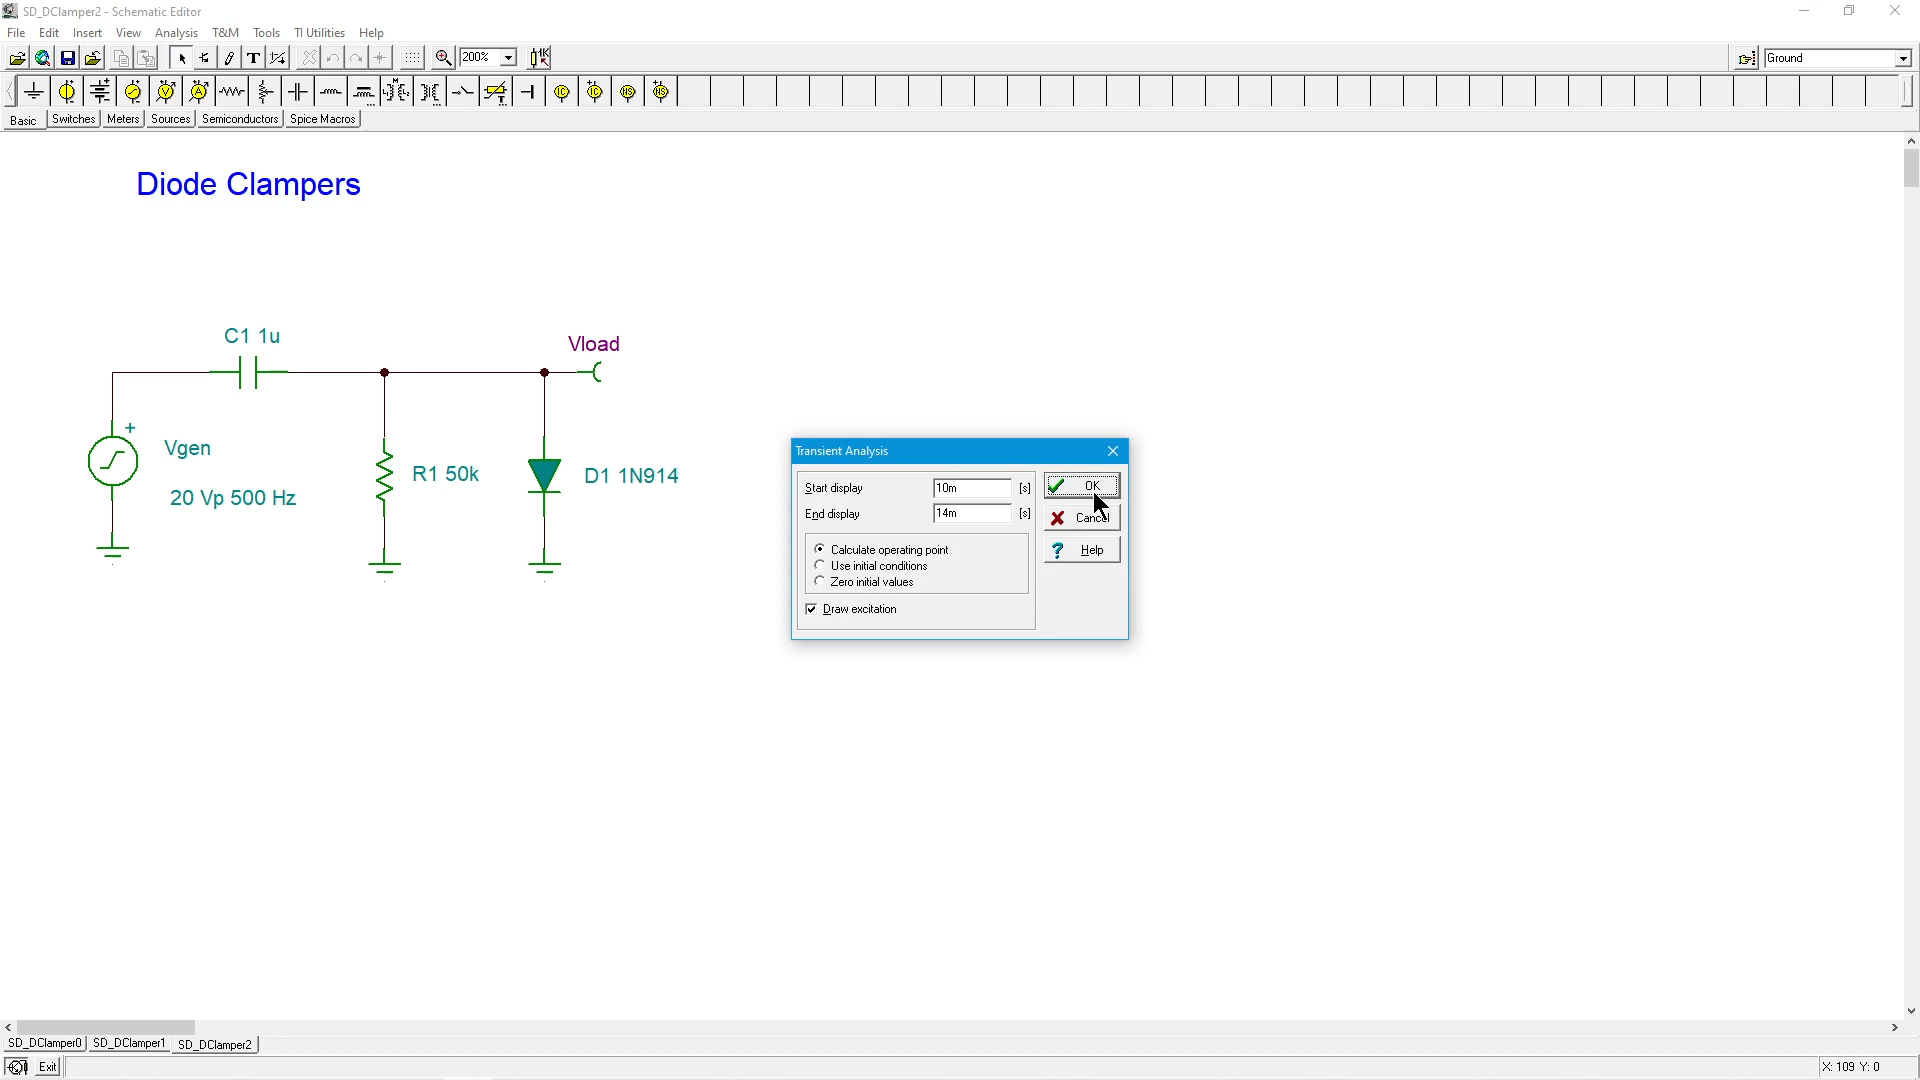 SD_DClamper2 - Schematic Editor
File Edit Insert View Analysis T&M Tools TI Utilities Help
200% 1K Ground
Basic Switches Meters Sources Semiconductors Spice Macros
Diode Clampers
C1 1u
Vload
+
Vgen
R1 50k
D1 1N914
20 Vp 500 Hz
Transient Analysis
Start display 10m [s]
OK
End display 14m [s]
Cancel
Calculate operating point
? Help
Use initial conditions
Zero initial values
Draw excitation
SD_DClamper0 SD_DClamper1 SD_DClamper2
Exit
X: 109 Y: 0